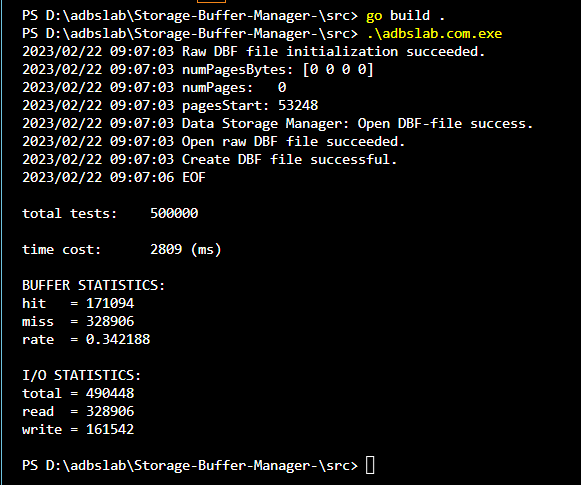 PS D:\adbslab\Storage-Buffer-Manager-\src> go build .
PS D:\adbslab\Storage-Buffer-Manager-\src> .\adbslab.com.exe
2023/02/22 09:07:03 Raw DBF file initialization succeeded.
2023/02/22 09:07:03 numPagesBytes: [0 0 0 0]
2023/02/22 09:07:03 numPages:   0
2023/02/22 09:07:03 pagesStart: 53248
2023/02/22 09:07:03 Data Storage Manager: Open DBF-file success.
2023/02/22 09:07:03 Open raw DBF file succeeded.
2023/02/22 09:07:03 Create DBF file successful.
2023/02/22 09:07:06 EOF
total tests:    500000
time cost:      2809 (ms)
BUFFER STATISTICS:
hit   = 171094
miss  = 328906
rate  = 0.342188
I/O STATISTICS:
total = 490448
read  = 328906
write = 161542
PS D:\adbslab\Storage-Buffer-Manager-\src>